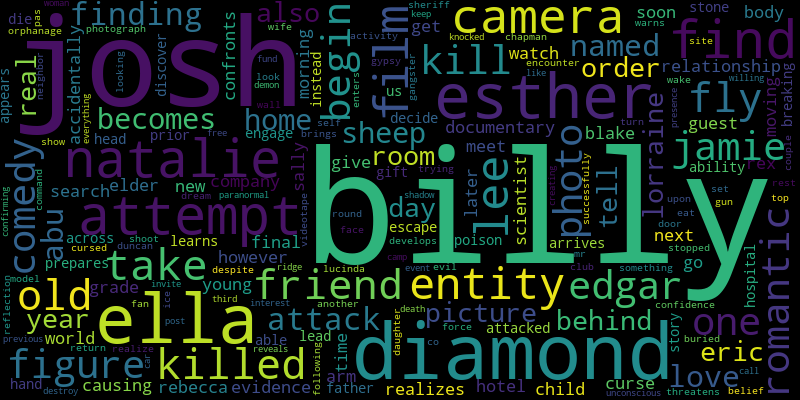 die
pas
woman
orphanage
photograph
neighbor
also
finding
find
looking
wife
camera
sheriff
keep
warns
stone
body
josh
film
begin
knocked
chapman
get
site
activity
gypsy
soon
named
order
relationship
kill
encounter
like
watch
us
fund
look
demon
wall
gangster
enters
wake
willing
breaking
moving
couple
presence
turn
fly
real
appears
accidentally
discover
confronts
morning
instead
everything
becomes
home
engage
prior
show
esther
sheep
decide
documentary
blake
guest
jamie
ability
rex
comedy
natalie
self
free
brings
head
search
elder
new
gift
give
room
trying
meet
lee
later
photo
tell
lorraine
scientist
successfully
creating
sally
company
dream
videotape
paranormal
abu
attempt
billy
day
shadow
escape
round
poison
develops
face
camp
arrives
mr
club
next
upon
eat
door
set
gun
stopped
something
go
top
rest
romantic
confirming
command
across
shoot
duncan
cursed
learns
final
however
prepares
despite
take
friend
ridge
event
evil
entity
edgar
hospital
one
old
model
fan
invite
grade
young
lucinda
third
interest
another
reflection
year
ella
ice
post
attack
death
picture
behind
story
confidence
buried
eric
world
car
able
lead
time
following
daughter
force
co
attacked
figure
killed
previous
return
realize
reveals
diamond
love
call
hand
destroy
causing
rebecca
evidence
father
arm
realizes
hotel
child
curse
unconscious
threatens
belief